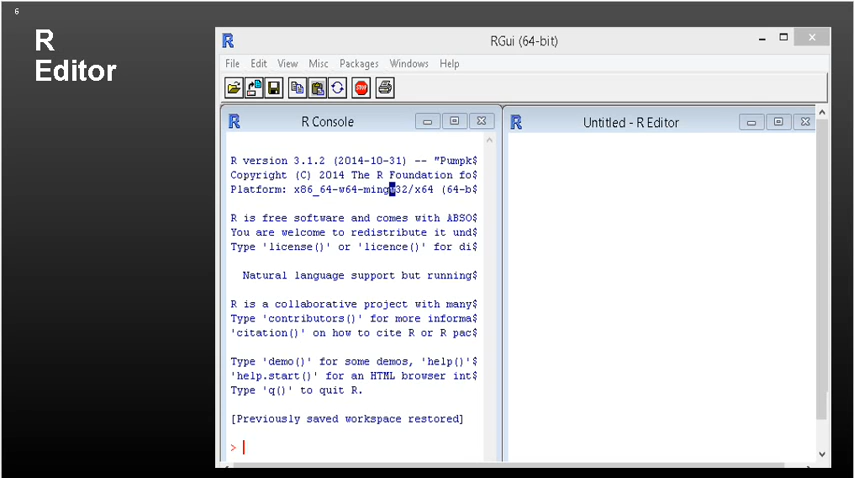 6
R
Editor
RGui (64-bit)
File Edit View Misc Packages Windows Help
STOP
R Console
Untitled - R Editor
R version 3.1.2 (2014-10-31) -- "Pumpk$
Copyright (C) 2014 The R Foundation fo$
Platform: x86_64-w64-mingw32/x64 (64-b$
R is free software and comes with ABSO$
You are welcome to redistribute it und$
Type 'license()' or 'licence()' for di$
Natural language support but running$
R is a collaborative project with many$
Type 'contributors()' for more informa$
'citation()' on how to cite R or R pac$
Type 'demo()' for some demos, 'help()'$
'help.start()' for an HTML browser int$
Type 'q()' to quit R.
[Previously saved workspace restored]
>